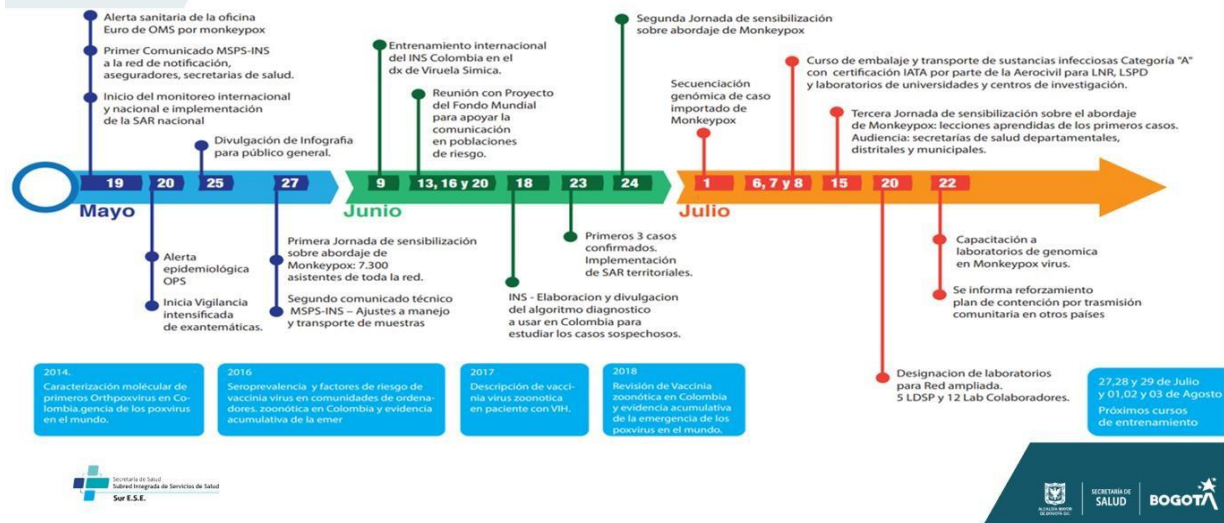 Alerta sanitaria de la oficina
Euro de OMS por monkeypox
Primer Comunicado MSPS-INS
a la red de notificación,
aseguradores, secretarias de salud.
Inicio del monitoreo internacional
y nacional e implementación
de la SAR nacional
Divulgación de Infografia
para público general.
Entrenamiento internacional
del INS Colombia en el
dx de Viruela Simica.
Reunión con Proyecto
del Fondo Mundial
para apoyar la
comunicación
en poblaciones
de riesgo.
Segunda Jornada de sensibilización
sobre abordaje de Monkeypox
Secuenciación
genómica de caso
importado de
Monkeypox
Curso de embalaje y transporte de sustancias infecciosas Categoría "A"
con certificación IATA por parte de la Aerocivil para LNR, LSPD
y laboratorios de universidades y centros de investigación.
Tercera Jornada de sensibilización sobre el abordaje
de Monkeypox: lecciones aprendidas de los primeros casos.
Audiencia: secretarías de salud departamentales,
distritales y municipales.
19 20 25 27 9 13, 16 y 20 18 23 24 1 6, 7 y 8 15 20 22
Mayo Junio Julio
Alerta
epidemiológica
OPS
Inicia Vigilancia
intensificada
de exantemáticas.
Primera Jornada de sensibilización
sobre abordaje de
Monkeypox: 7.300
asistentes de toda la red.
Segundo comunicado técnico
MSPS-INS – Ajustes a manejo
y transporte de muestras
INS - Elaboracion y divulgacion
del algoritmo diagnostico
a usar en Colombia para
estudiar los casos sospechosos.
Primeros 3 casos
confirmados.
Implementación
de SAR territoriales.
Capacitación a
laboratorios de genomica
en Monkeypox virus.
Se informa reforzamiento
plan de contención por trasmisión
comunitaria en otros países
Designacion de laboratorios
para Red ampliada.
5 LDSP y 12 Lab Colaboradores.
2014.
Caracterización mólecular de
primeros Orthpoxvirus en Co-
lombia.gencia de los poxvirus
en el mundo.
2016
Seroprevalencia y factores de riesgo de
vaccinia virus en comunidades de ordena-
dores. zoonótica en Colombia y evidencia
acumulativa de la emer
2017
Descripción de vacci-
nia virus zoonotica
en paciente con VIH.
2018
Revisión de Vaccinia
zoonótica en Colombia
y evidencia acumulativa
de la emergencia de los
poxvirus en el mundo.
27,28 y 29 de Julio
y 01,02 y 03 de Agosto
Próximos cursos
de entrenamiento
Secretaría de Salud
Subred Integrada de Servicios de Salud
Sur E.S.E.
ALCALDÍA MAYOR
DE BOGOTÁ D.C.
SECRETARÍA DE
SALUD
BOGOTÁ